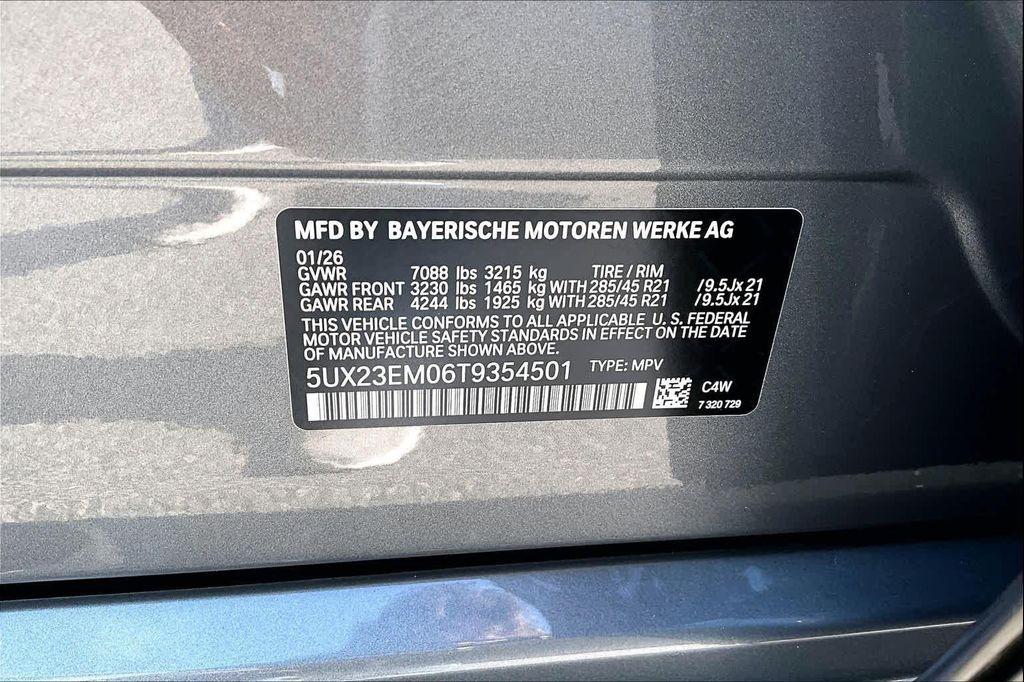 MFD BY BAYERISCHE MOTOREN WERKE AG
01/26
GVWR 7088 lbs 3215 kg TIRE / RIM
GAWR FRONT 3230 lbs 1465 kg WITH 285/45 R21 /9.5Jx21
GAWR REAR 4244 lbs 1925 kg WITH 285/45 R21 /9.5Jx21
THIS VEHICLE CONFORMS TO ALL APPLICABLE U. S. FEDERAL
MOTOR VEHICLE SAFETY STANDARDS IN EFFECT ON THE DATE
OF MANUFACTURE SHOWN ABOVE.
5UX23EM06T9354501 TYPE: MPV
C4W
7 320 729